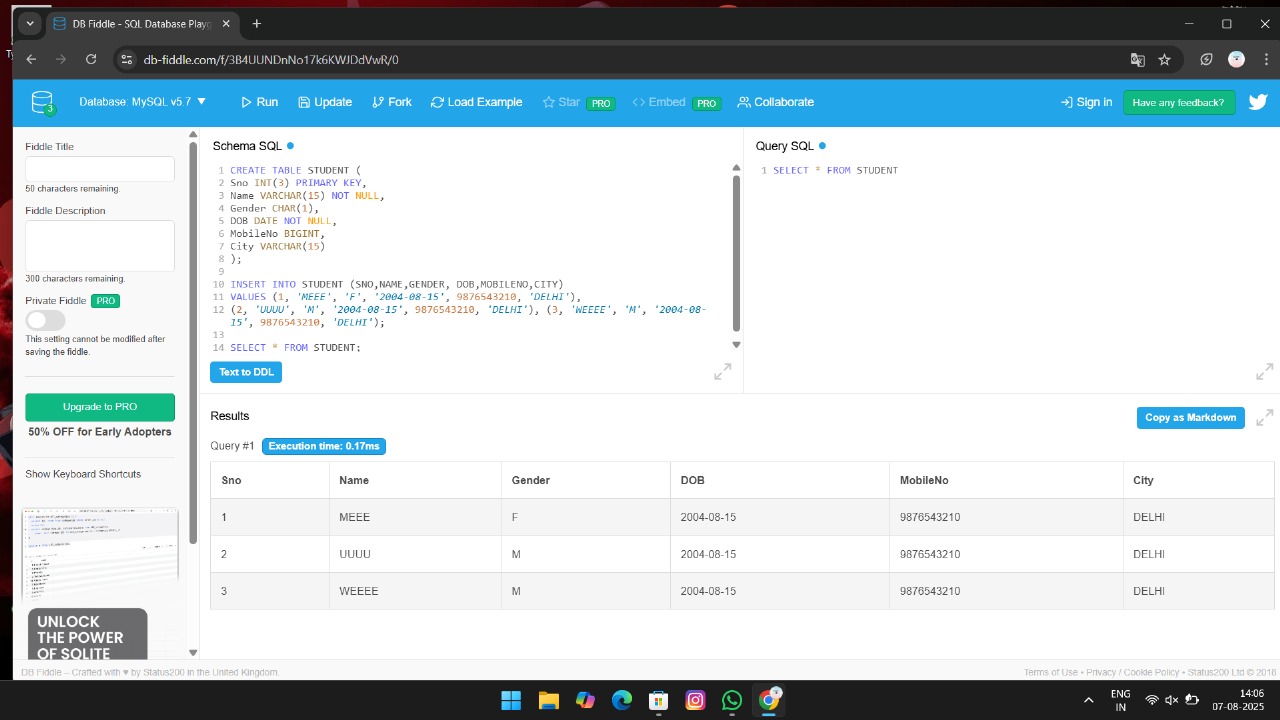 DB Fiddle - SQL Database Playg
db-fiddle.com/f/3B4UUNDnNo17k6KWJDdVwR/0
3
Database: MySQL v5.7 ▼
Run
Update
Fork
Load Example
Star PRO
Embed PRO
Collaborate
Sign in
Have any feedback?
Fiddle Title
50 characters remaining.
Fiddle Description
300 characters remaining.
Private Fiddle PRO
This setting cannot be modified after
saving the fiddle.
Upgrade to PRO
50% OFF for Early Adopters
Show Keyboard Shortcuts
UNLOCK
THE POWER
OF SQLITE
Schema SQL
1 CREATE TABLE STUDENT (
2 Sno INT(3) PRIMARY KEY,
3 Name VARCHAR(15) NOT NULL,
4 Gender CHAR(1),
5 DOB DATE NOT NULL,
6 MobileNo BIGINT,
7 City VARCHAR(15)
8 );
9
10 INSERT INTO STUDENT (SNO,NAME,GENDER, DOB,MOBILENO,CITY)
11 VALUES (1, 'MEEE', 'F', '2004-08-15', 9876543210, 'DELHI'),
12 (2, 'UUUU', 'M', '2004-08-15', 9876543210, 'DELHI'), (3, 'WEEEE', 'M', '2004-08-
15', 9876543210, 'DELHI');
13
14 SELECT * FROM STUDENT;
Text to DDL
Query SQL
1 SELECT * FROM STUDENT
Results
Copy as Markdown
Query #1 Execution time: 0.17ms
Sno Name Gender DOB MobileNo City
1 MEEE F 2004-08-15 9876543210 DELHI
2 UUUU M 2004-08-15 9876543210 DELHI
3 WEEEE M 2004-08-15 9876543210 DELHI
DB Fiddle – Crafted with ♥ by Status200 in the United Kingdom.
Terms of Use • Privacy / Cookie Policy • Status200 Ltd © 2018
ENG
IN
14:06
07-08-2025